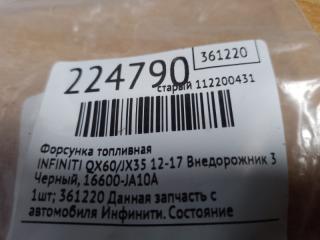 361220
224790
старый 112200431
Форсунка топливная
INFINITI QX60/JX35 12-17 Внедорожник 3
Черный, 16600-JA10A
1шт; 361220 Данная запчасть с
автомобиля Инфинити. Состояние